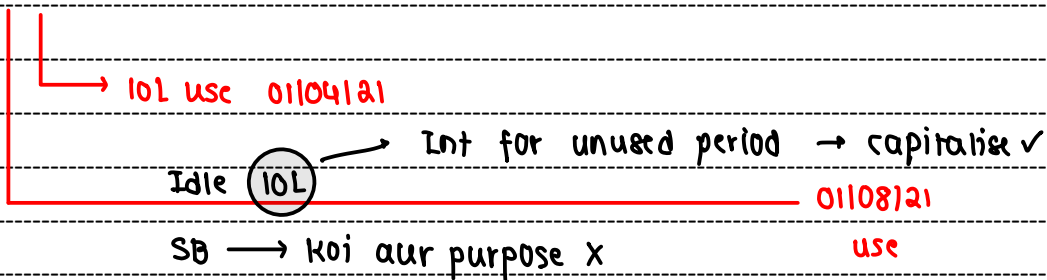 → 10L use 01/04/21
→ Int for unused period → capitalise ✓
Idle 10L
01/08/21
SB → Koi aur purpose x
use